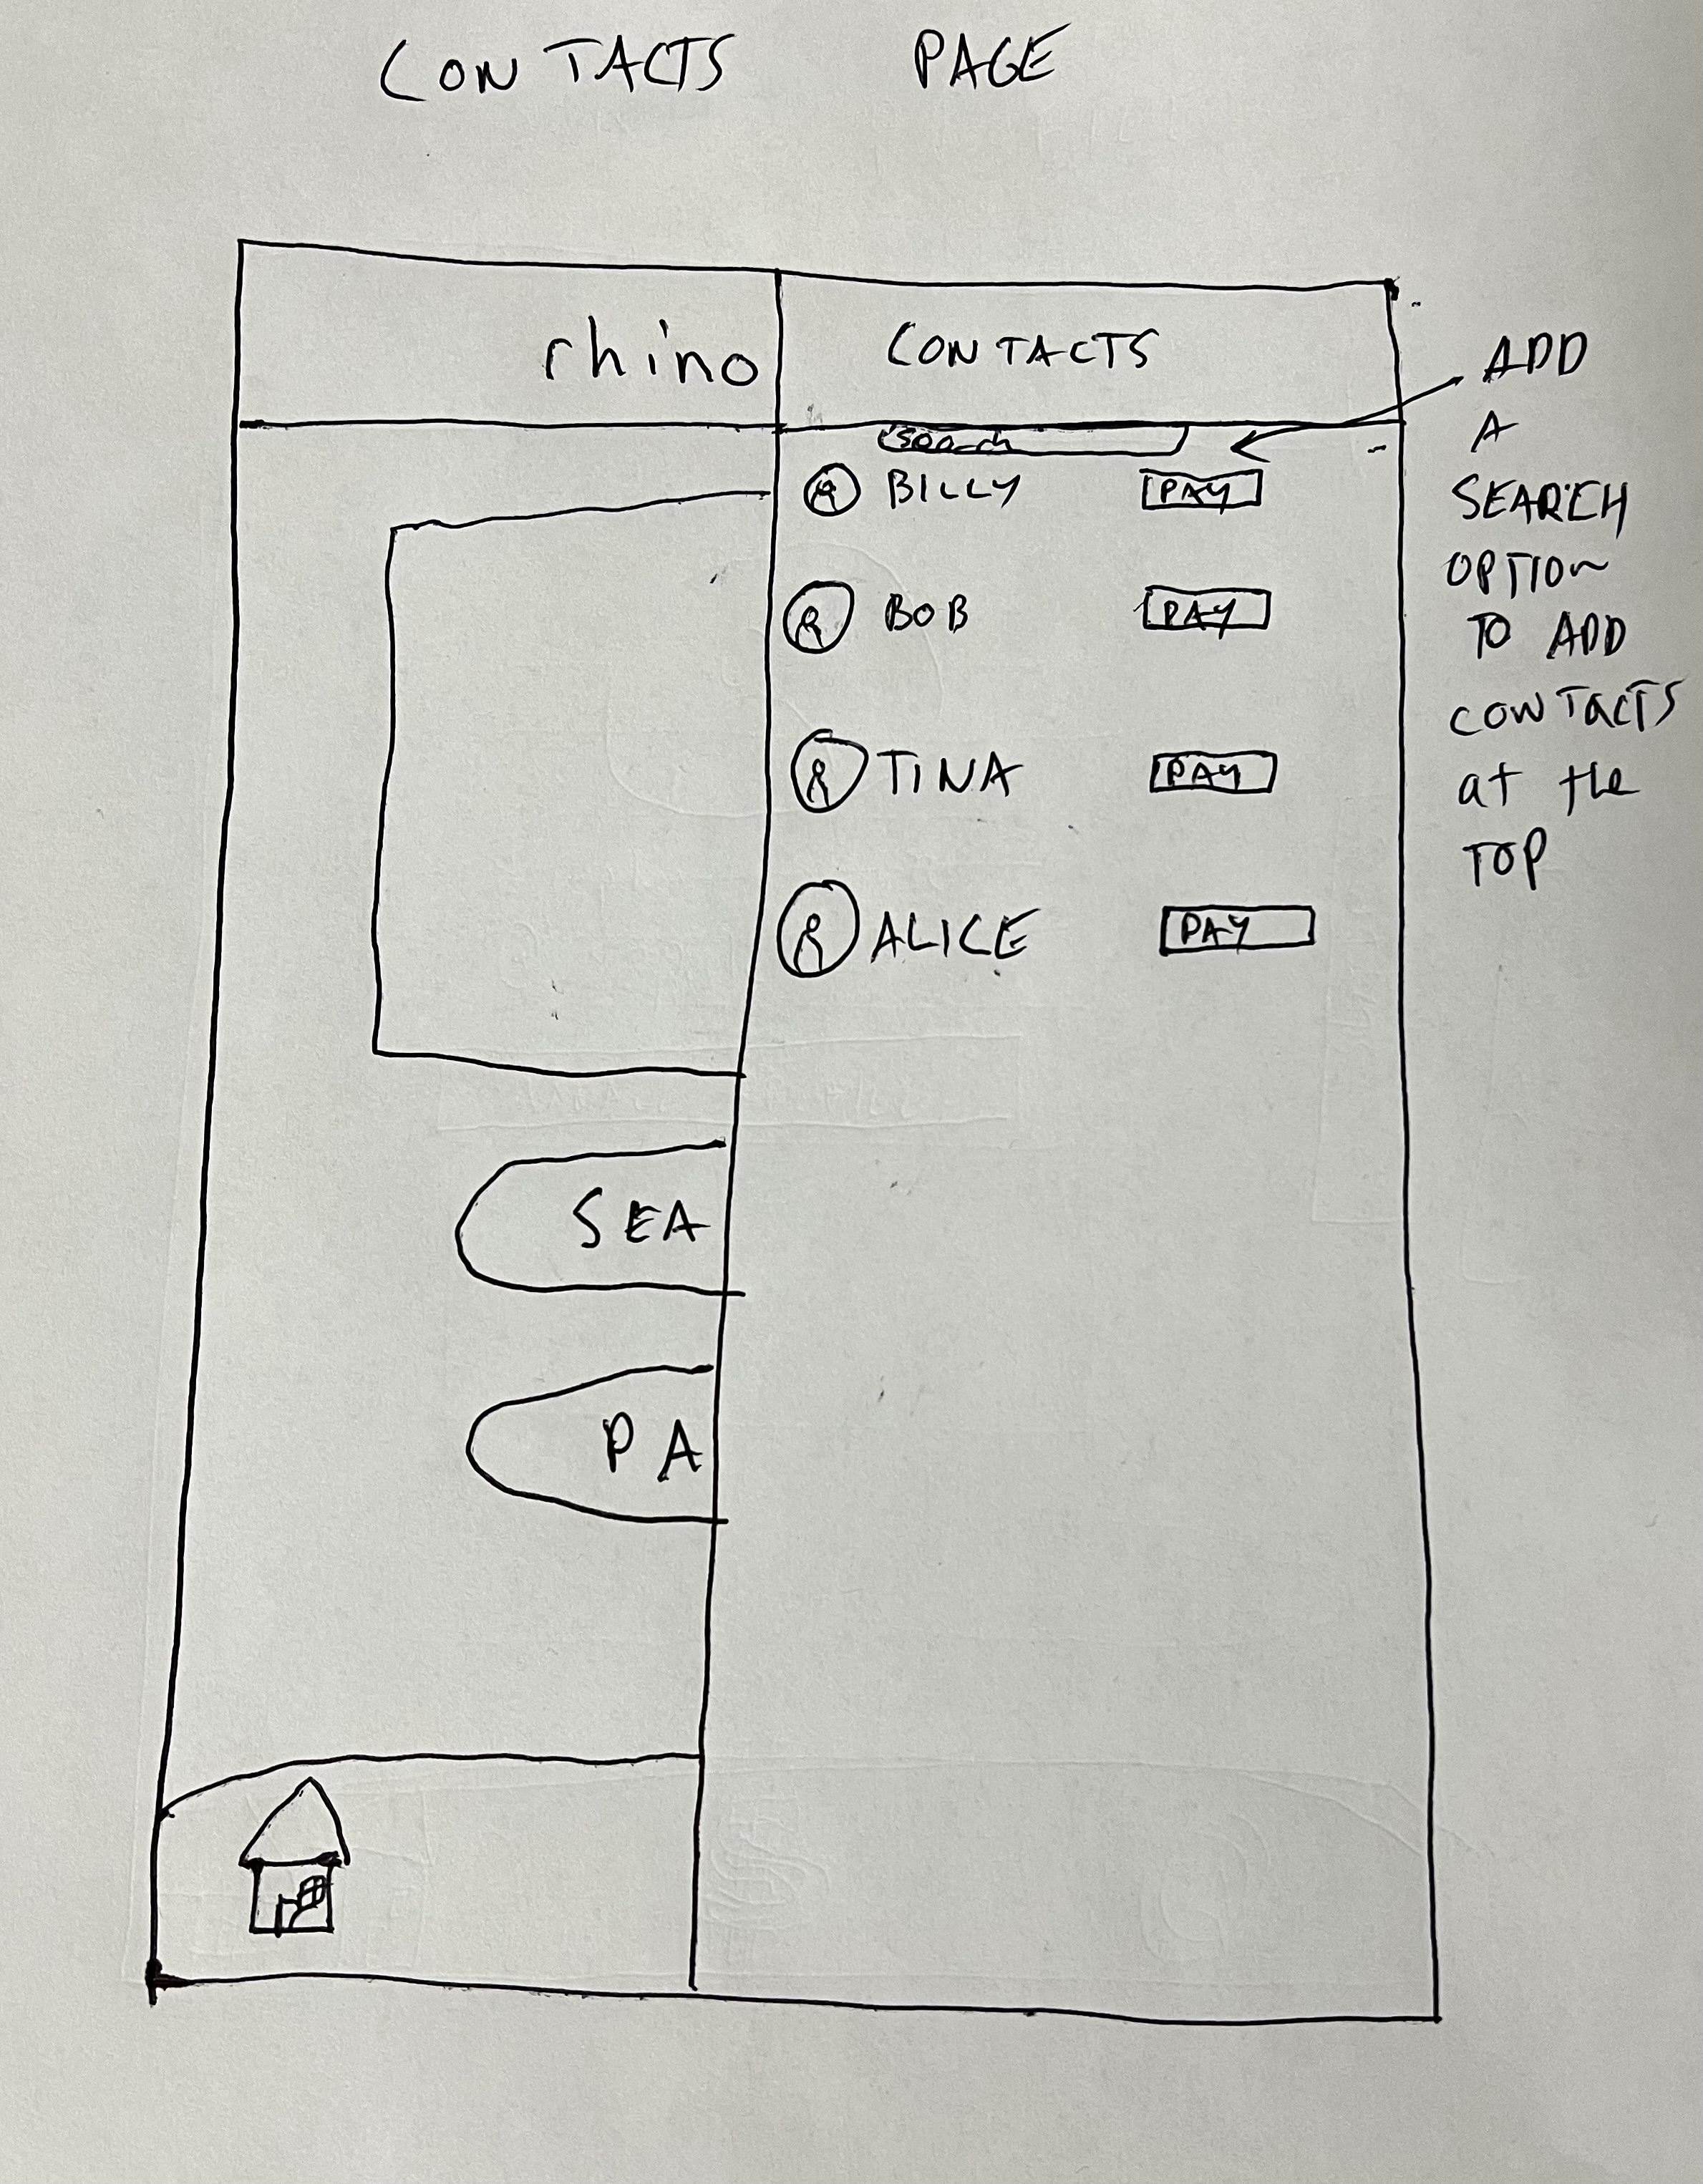 CONTACTS PAGE
rhino
CONTACTS
search
BILLY PAY
BOB PAY
TINA PAY
ALICE PAY
SEA
PA
ADD
A
SEARCH
OPTION
TO ADD
CONTACTS
at the
TOP